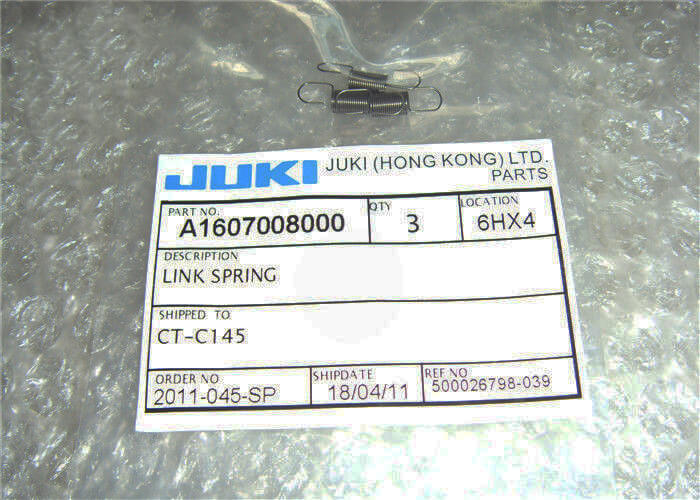 JUKI JUKI (HONG KONG) LTD.
PARTS
PART NO. QTY LOCATION
A1607008000 3 6HX4
DESCRIPTION
LINK SPRING
SHIPPED TO
CT-C145
ORDER NO SHIPDATE REF NO
2011-045-SP 18/04/11 500026798-039